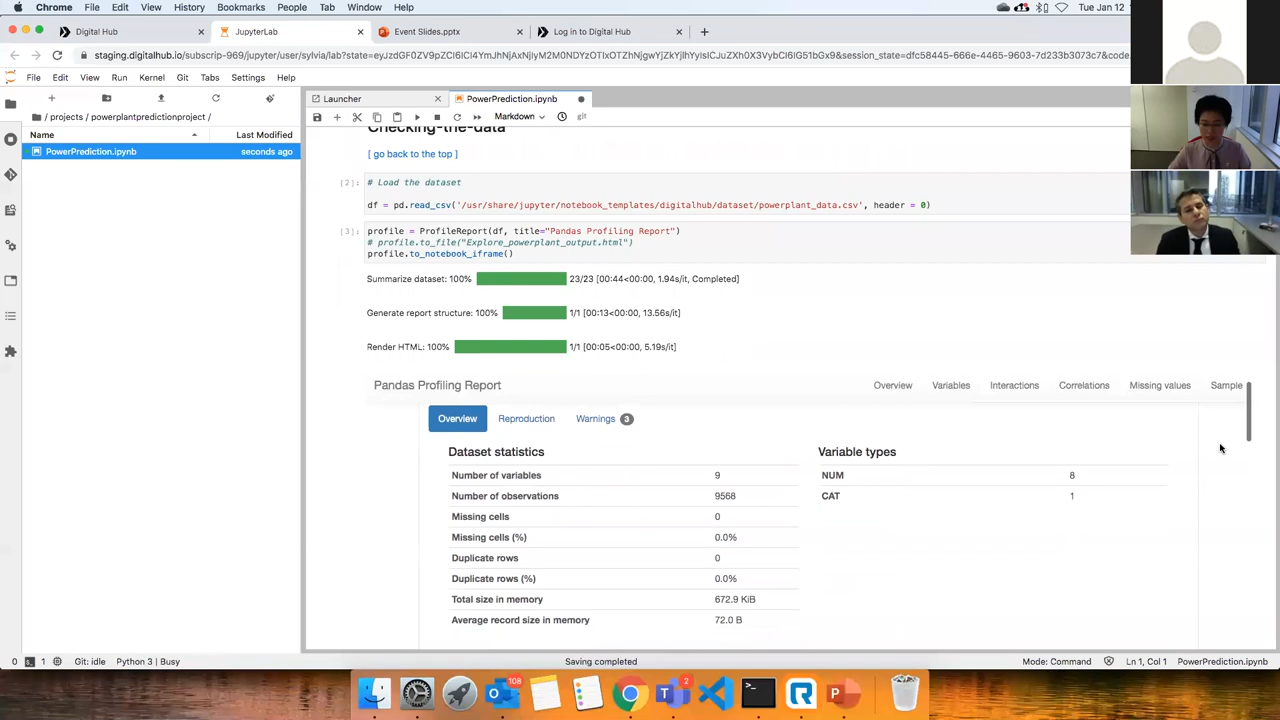 Chrome File Edit View History Bookmarks People Tab Window Help Tue Jan 12
Digital Hub JupyterLab Event Slides.pptx Log in to Digital Hub
File Edit View Run Kernel Git Tabs Settings Help
Launcher PowerPrediction.ipynb
/ projects / powerplantpredictionproject /
Markdown git
Name Last Modified
PowerPrediction.ipynb seconds ago
Checking-the-data
[ go back to the top ]
[2]: # Load the dataset
df = pd.read_csv('/usr/share/jupyter/notebook_templates/digitalhub/dataset/powerplant_data.csv', header = 0)
[3]: profile = ProfileReport(df, title="Pandas Profiling Report")
# profile.to_file("Explore_powerplant_output.html")
profile.to_notebook_iframe()
Summarize dataset: 100% 23/23 [00:44<00:00, 1.94s/it, Completed]
Generate report structure: 100% 1/1 [00:13<00:00, 13.56s/it]
Render HTML: 100% 1/1 [00:05<00:00, 5.19s/it]
Pandas Profiling Report Overview Variables Interactions Correlations Missing values Sample
Overview Reproduction Warnings 3
Dataset statistics Variable types
Number of variables 9 NUM 8
Number of observations 9568 CAT 1
Missing cells 0
Missing cells (%) 0.0%
Duplicate rows 0
Duplicate rows (%) 0.0%
Total size in memory 672.9 KiB
Average record size in memory 72.0 B
0 1 Git: idle Python 3 | Busy Saving completed Mode: Command Ln 1, Col 1 PowerPrediction.ipynb
108 2